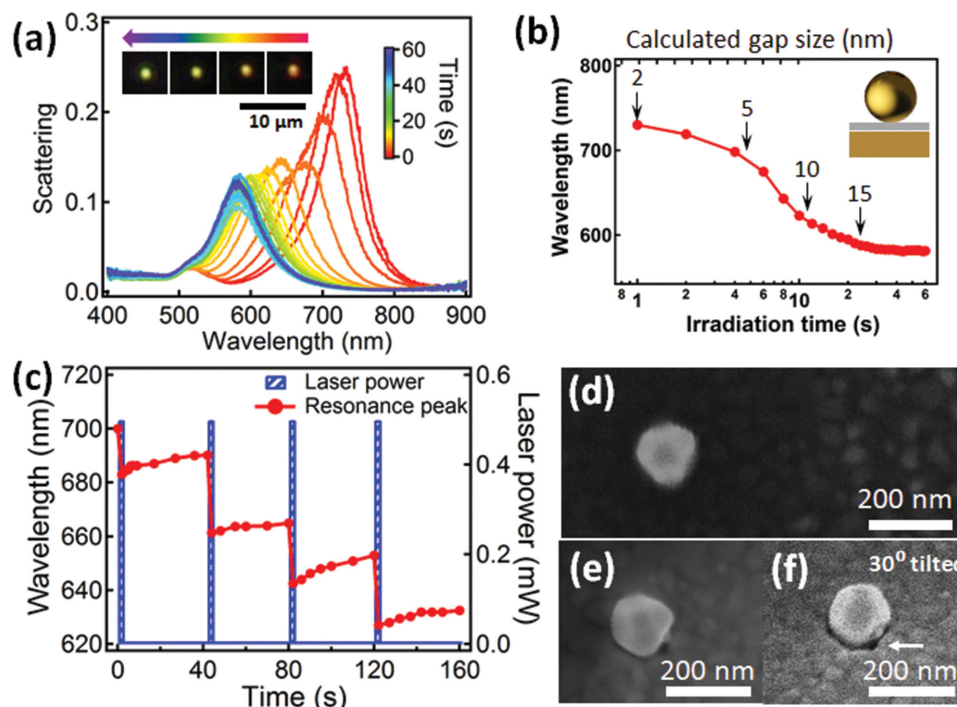 (a)
0.3
0.2
0.1
0.0
Scattering
10 µm
60
40
20
0
Time (s)
400 500 600 700 800 900
Wavelength (nm)
(b)
Calculated gap size (nm)
800
700
600
Wavelength (nm)
2
5
10
15
8 1 2 4 6 8 10 2 4 6
Irradiation time (s)
(c)
720
700
680
660
640
620
Wavelength (nm)
Laser power
Resonance peak
0.6
0.4
0.2
0.0
Laser power (mW)
0 40 80 120 160
Time (s)
(d)
200 nm
(e)
200 nm
(f)
30⁰ tilted
200 nm